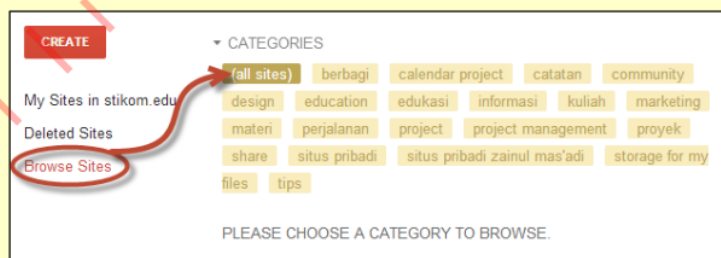 CREATE
My Sites in stikom.edu
Deleted Sites
Browse Sites
CATEGORIES
(all sites) berbagi calendar project catatan community
design education edukasi informasi kuliah marketing
materi perjalanan project project management proyek
share situs pribadi situs pribadi zainul mas'adi storage for my
files tips
PLEASE CHOOSE A CATEGORY TO BROWSE.